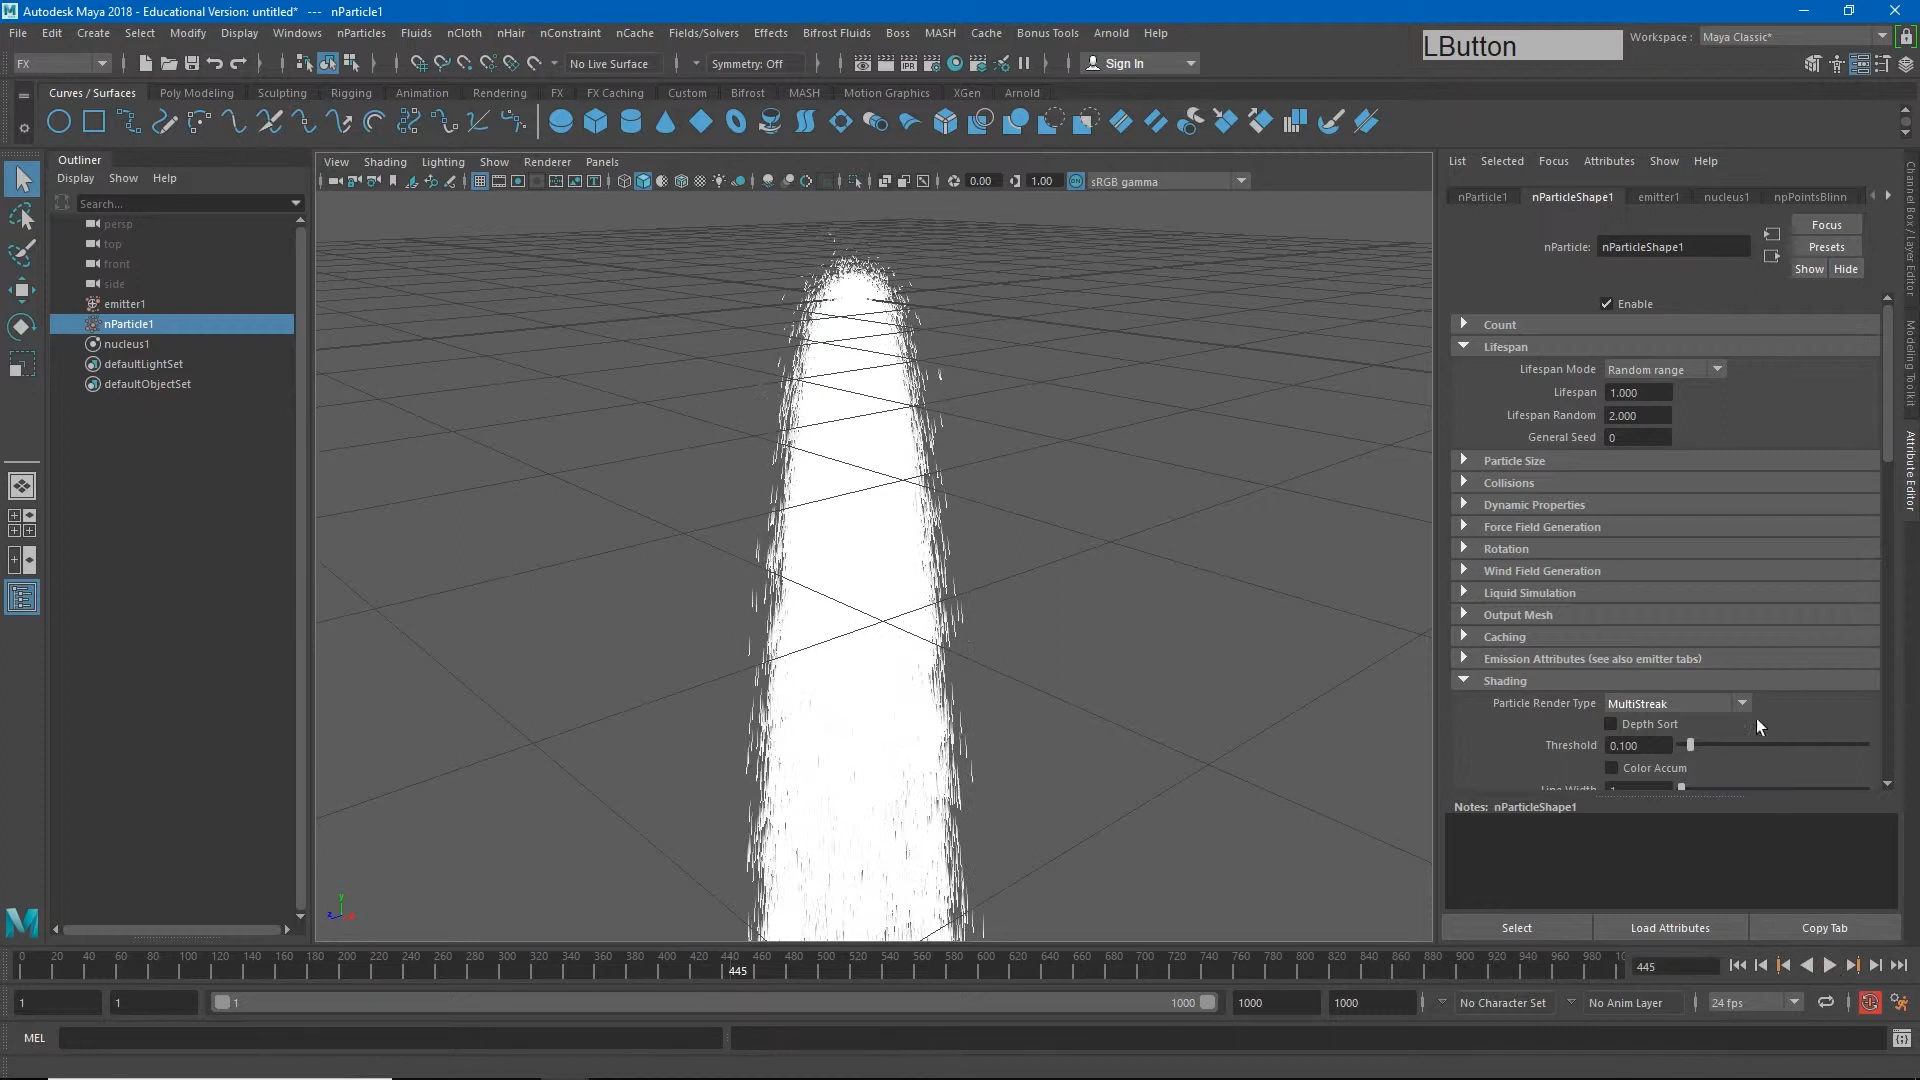 Autodesk Maya 2018 - Educational Version: untitled* --- nParticle1
File Edit Create Select Modify Display Windows nParticles Fluids nCloth nHair nConstraint nCache Fields/Solvers Effects Bifrost Fluids Boss MASH Cache Bonus Tools Arnold Help
LButton
Workspace : Maya Classic*
FX No Live Surface Symmetry: Off Sign In
Curves / Surfaces Poly Modeling Sculpting Rigging Animation Rendering FX FX Caching Custom Bifrost MASH Motion Graphics XGen Arnold
Outliner
Display Show Help
Search...
persp
top
front
side
emitter1
nParticle1
nucleus1
defaultLightSet
defaultObjectSet
View Shading Lighting Show Renderer Panels
0.00 1.00 ON sRGB gamma
y
z
List Selected Focus Attributes Show Help
nParticle1 nParticleShape1 emitter1 nucleus1 npPointsBlinn
Focus
nParticle: nParticleShape1
Presets
Show Hide
Enable
Count
Lifespan
Lifespan Mode Random range
Lifespan 1.000
Lifespan Random 2.000
General Seed 0
Particle Size
Collisions
Dynamic Properties
Force Field Generation
Rotation
Wind Field Generation
Liquid Simulation
Output Mesh
Caching
Emission Attributes (see also emitter tabs)
Shading
Particle Render Type MultiStreak
Depth Sort
Threshold 0.100
Color Accum
Line Width 1
Notes: nParticleShape1
Select Load Attributes Copy Tab
Channel Box / Layer Editor
Modeling Toolkit
Attribute Editor
0 20 40 60 80 100 120 140 160 180 200 220 240 260 280 300 320 340 360 380 400 420 440 460 480 500 520 540 560 580 600 620 640 660 680 700 720 740 760 780 800 820 840 860 880 900 920 940 960 980
445
445
1 1 1 1000 1000 1000 No Character Set No Anim Layer 24 fps
MEL